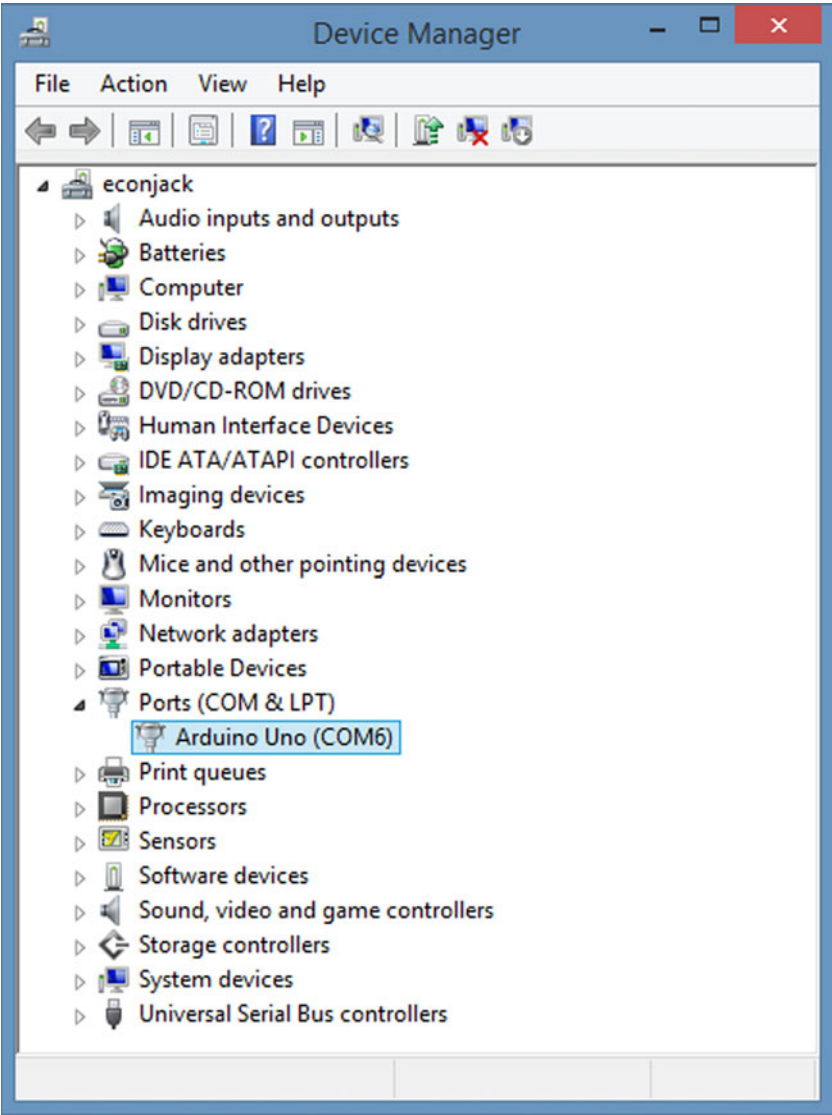 Device Manager
File Action View Help
econjack
Audio inputs and outputs
Batteries
Computer
Disk drives
Display adapters
DVD/CD-ROM drives
Human Interface Devices
IDE ATA/ATAPI controllers
Imaging devices
Keyboards
Mice and other pointing devices
Monitors
Network adapters
Portable Devices
Ports (COM & LPT)
Arduino Uno (COM6)
Print queues
Processors
Sensors
Software devices
Sound, video and game controllers
Storage controllers
System devices
Universal Serial Bus controllers